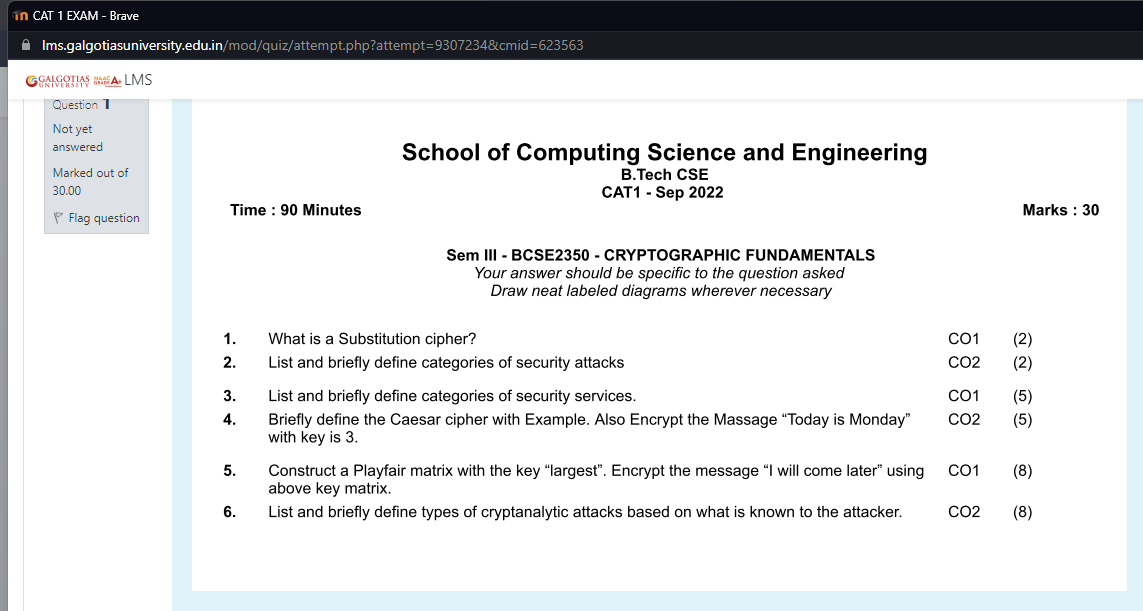 CAT 1 EXAM - Brave
lms.galgotiasuniversity.edu.in/mod/quiz/attempt.php?attempt=9307234&cmid=623563
GALGOTIAS UNIVERSITY NAAC GRADE A+ LMS
Question 1
Not yet
answered
Marked out of
30.00
Flag question
School of Computing Science and Engineering
B.Tech CSE
CAT1 - Sep 2022
Time : 90 Minutes Marks : 30
Sem III - BCSE2350 - CRYPTOGRAPHIC FUNDAMENTALS
Your answer should be specific to the question asked
Draw neat labeled diagrams wherever necessary
1. What is a Substitution cipher? CO1 (2)
2. List and briefly define categories of security attacks CO2 (2)
3. List and briefly define categories of security services. CO1 (5)
4. Briefly define the Caesar cipher with Example. Also Encrypt the Massage “Today is Monday” CO2 (5)
with key is 3.
5. Construct a Playfair matrix with the key “largest”. Encrypt the message “I will come later” using CO1 (8)
above key matrix.
6. List and briefly define types of cryptanalytic attacks based on what is known to the attacker. CO2 (8)